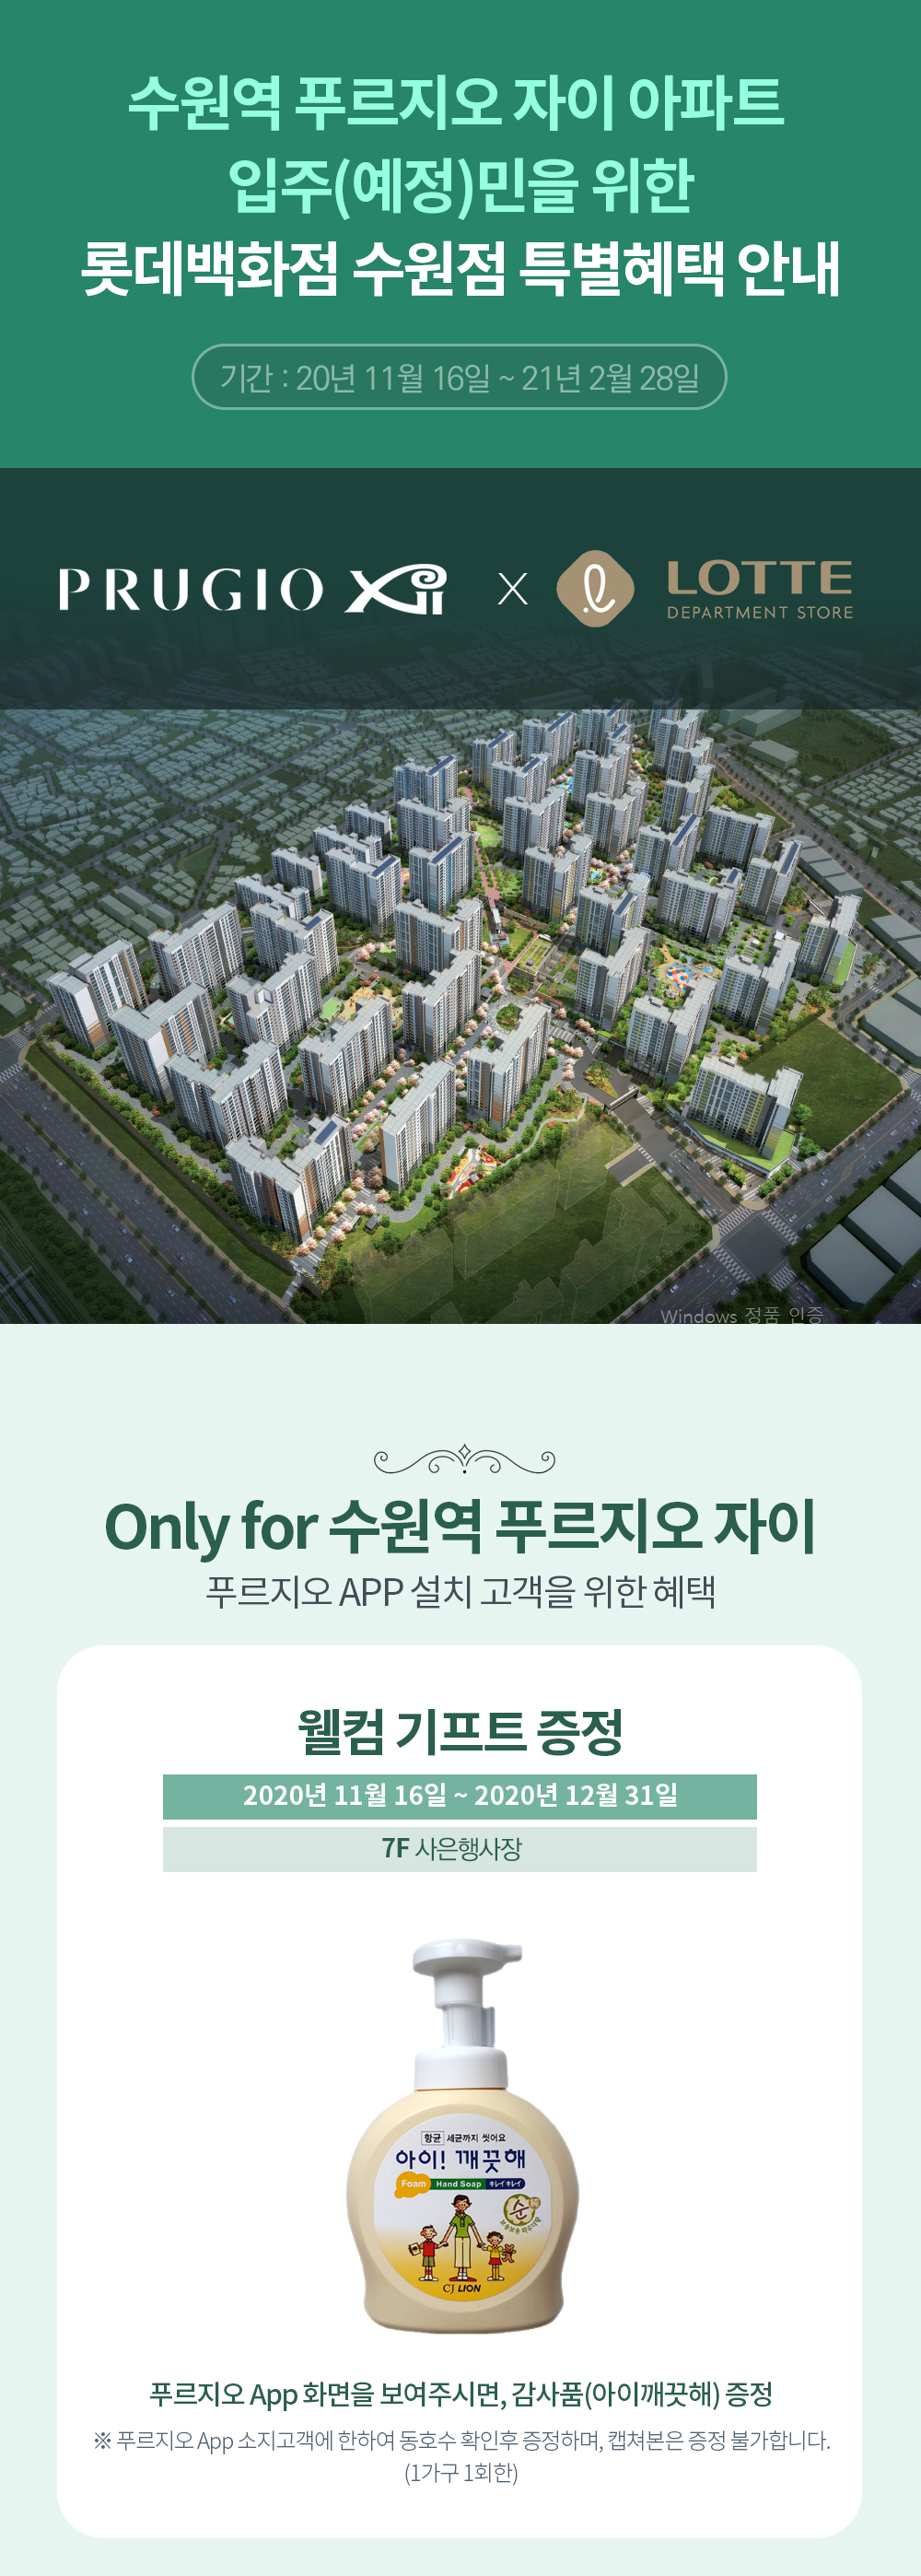 수원역 푸르지오 자이 아파트
입주(예정)민을 위한
롯데백화점 수원점 특별혜택 안내
기간 : 20년 11월 16일 ~ 21년 2월 28일
PRUGIO Xi X LOTTE
DEPARTMENT STORE
Windows 정품 인증
Only for 수원역 푸르지오 자이
푸르지오 APP 설치 고객을 위한 혜택
웰컴 기프트 증정
2020년 11월 16일 ~ 2020년 12월 31일
7F 사은행사장
항균 세균까지 씻어요
아이! 깨끗해
Foam Hand Soap キレイキレイ
순
CJ LION
푸르지오 App 화면을 보여주시면, 감사품(아이깨끗해) 증정
※ 푸르지오 App 소지고객에 한하여 동호수 확인후 증정하며, 캡쳐본은 증정 불가합니다.
(1가구 1회한)